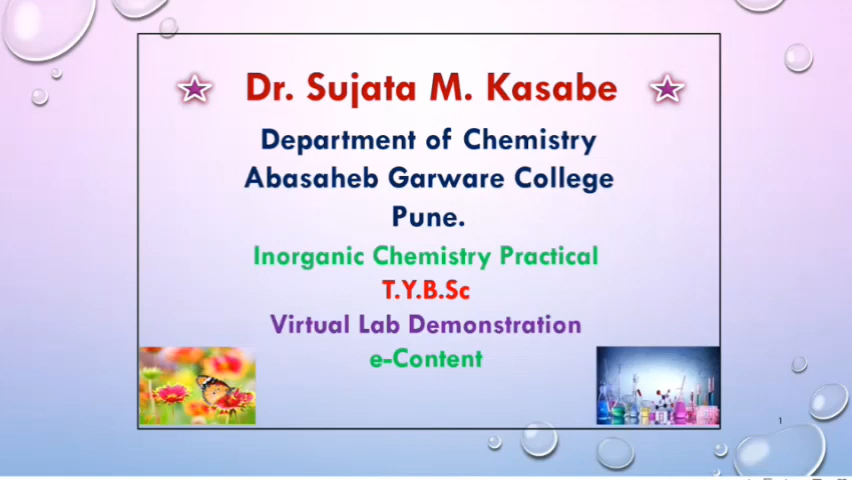 Dr. Sujata M. Kasabe
Department of Chemistry
Abasaheb Garware College
Pune.
Inorganic Chemistry Practical
T.Y.B.Sc
Virtual Lab Demonstration
e-Content
1